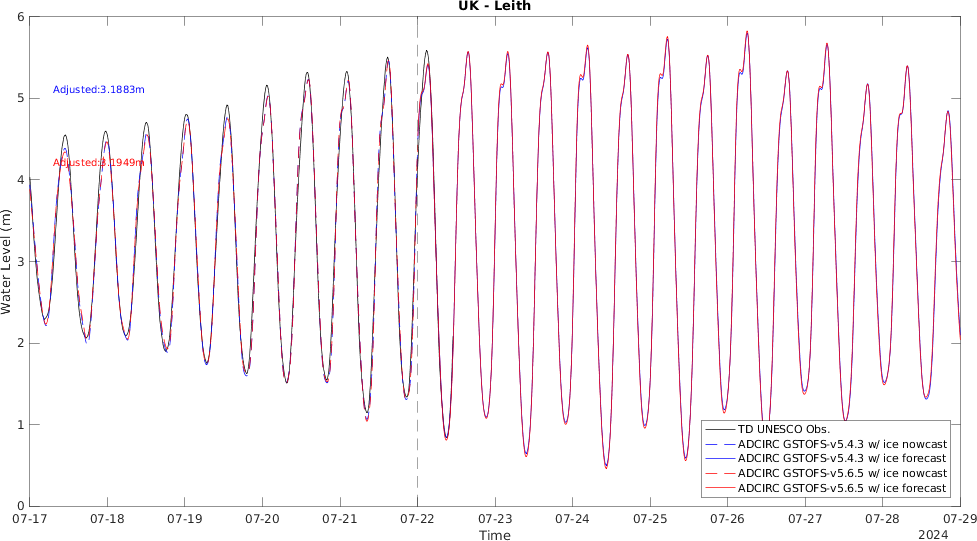 UK - Leith
6
5
4
3
2
1
0
Water Level (m)
Adjusted:3.1883m
Adjusted:3.1949m
TD UNESCO Obs.
ADCIRC GSTOFS-v5.4.3 w/ ice nowcast
ADCIRC GSTOFS-v5.4.3 w/ ice forecast
ADCIRC GSTOFS-v5.6.5 w/ ice nowcast
ADCIRC GSTOFS-v5.6.5 w/ ice forecast
07-17 07-18 07-19 07-20 07-21 07-22 07-23 07-24 07-25 07-26 07-27 07-28 07-29
Time
2024